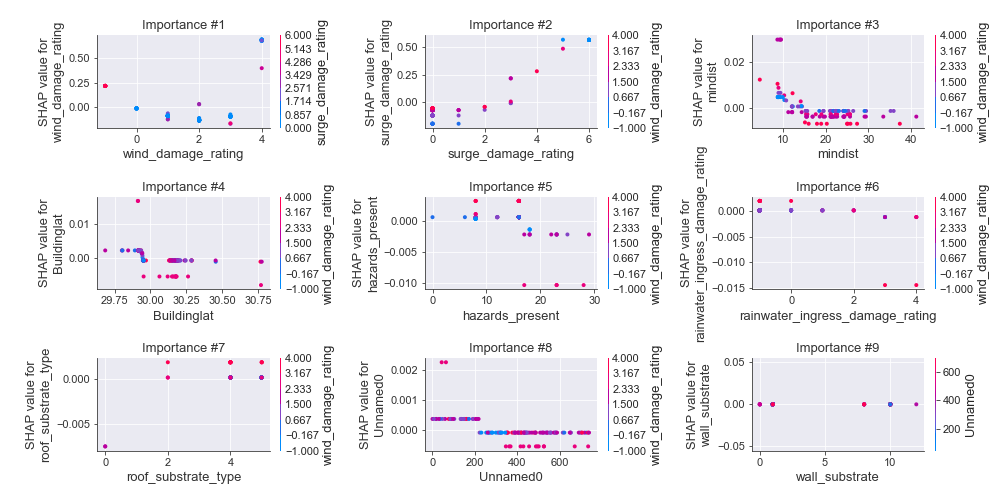 Importance #1
SHAP value for
wind_damage_rating
0.50
0.25
0.00
0
2
4
wind_damage_rating
6.000
5.143
4.286
3.429
2.571
1.714
0.857
0.000
surge_damage_rating
Importance #2
SHAP value for
surge_damage_rating
0.50
0.25
0.00
0
2
4
6
surge_damage_rating
4.000
3.167
2.333
1.500
0.667
−0.167
−1.000
wind_damage_rating
Importance #3
SHAP value for
mindist
0.02
0.00
10
20
30
40
mindist
4.000
3.167
2.333
1.500
0.667
−0.167
−1.000
wind_damage_rating
Importance #4
SHAP value for
Buildinglat
0.01
0.00
29.75
30.00
30.25
30.50
30.75
Buildinglat
4.000
3.167
2.333
1.500
0.667
−0.167
−1.000
wind_damage_rating
Importance #5
SHAP value for
hazards_present
0.000
−0.005
−0.010
0
10
20
30
hazards_present
4.000
3.167
2.333
1.500
0.667
−0.167
−1.000
wind_damage_rating
Importance #6
SHAP value for
rainwater_ingress_damage_rating
0.000
−0.005
−0.010
−0.015
0
2
4
rainwater_ingress_damage_rating
4.000
3.167
2.333
1.500
0.667
−0.167
−1.000
wind_damage_rating
Importance #7
SHAP value for
roof_substrate_type
0.000
−0.005
0
2
4
roof_substrate_type
4.000
3.167
2.333
1.500
0.667
−0.167
−1.000
wind_damage_rating
Importance #8
SHAP value for
Unnamed0
0.002
0.001
0.000
0
200
400
600
Unnamed0
4.000
3.167
2.333
1.500
0.667
−0.167
−1.000
wind_damage_rating
Importance #9
SHAP value for
wall_substrate
0.05
0.00
−0.05
0
5
10
wall_substrate
600
400
200
Unnamed0